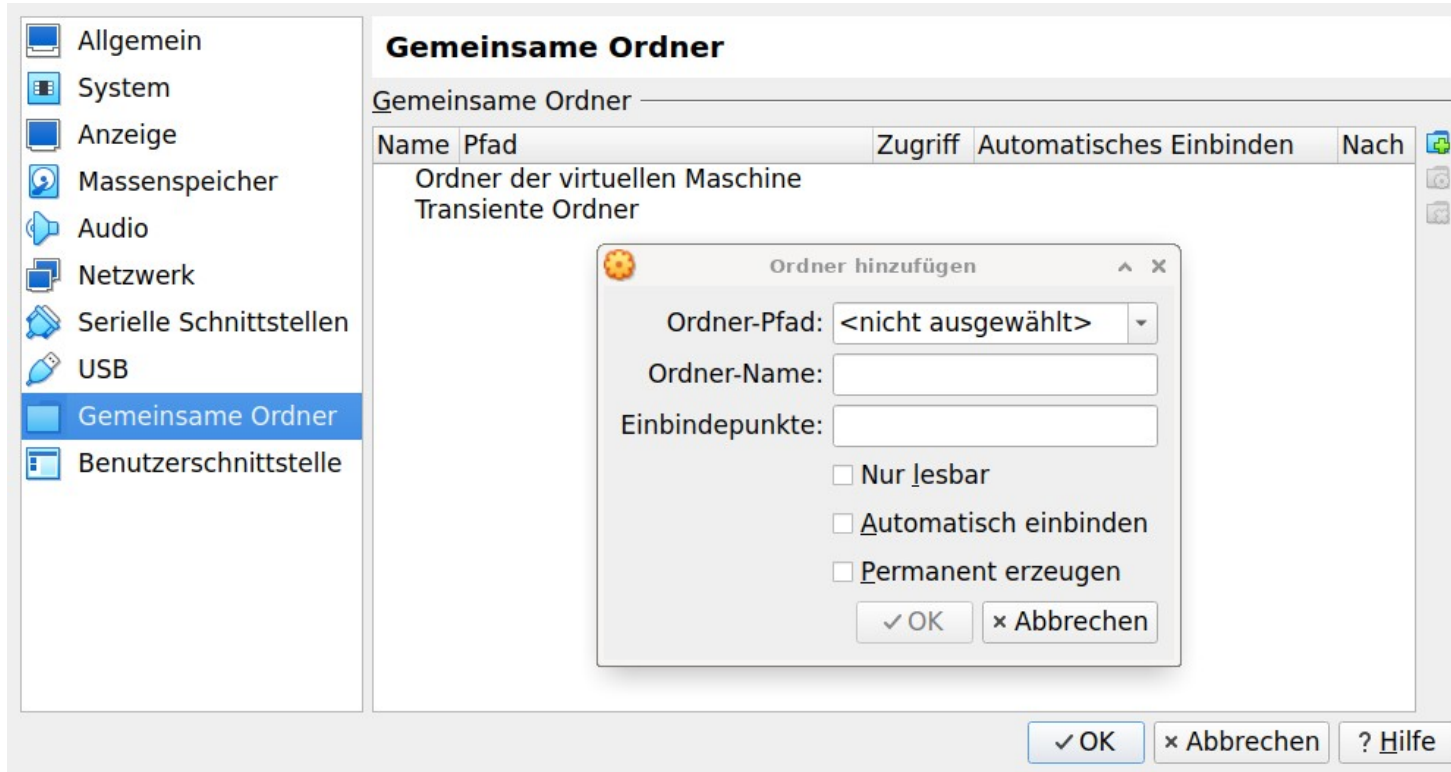 Allgemein
System
Anzeige
Massenspeicher
Audio
Netzwerk
Serielle Schnittstellen
USB
Gemeinsame Ordner
Benutzerschnittstelle
Gemeinsame Ordner
Gemeinsame Ordner
Name Pfad Zugriff Automatisches Einbinden Nach
Ordner der virtuellen Maschine
Transiente Ordner
Ordner hinzufügen
Ordner-Pfad: <nicht ausgewählt>
Ordner-Name:
Einbindepunkte:
Nur lesbar
Automatisch einbinden
Permanent erzeugen
OK Abbrechen
OK Abbrechen ? Hilfe